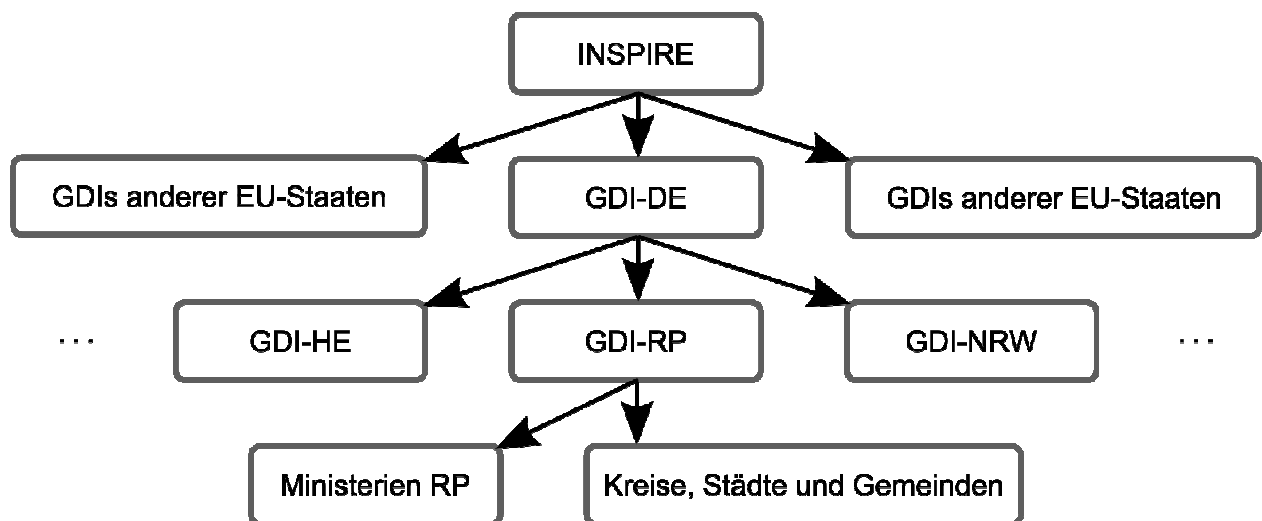 INSPIRE
GDIs anderer EU-Staaten
GDI-DE
GDIs anderer EU-Staaten
...
GDI-HE
GDI-RP
GDI-NRW
...
Ministerien RP
Kreise, Städte und Gemeinden